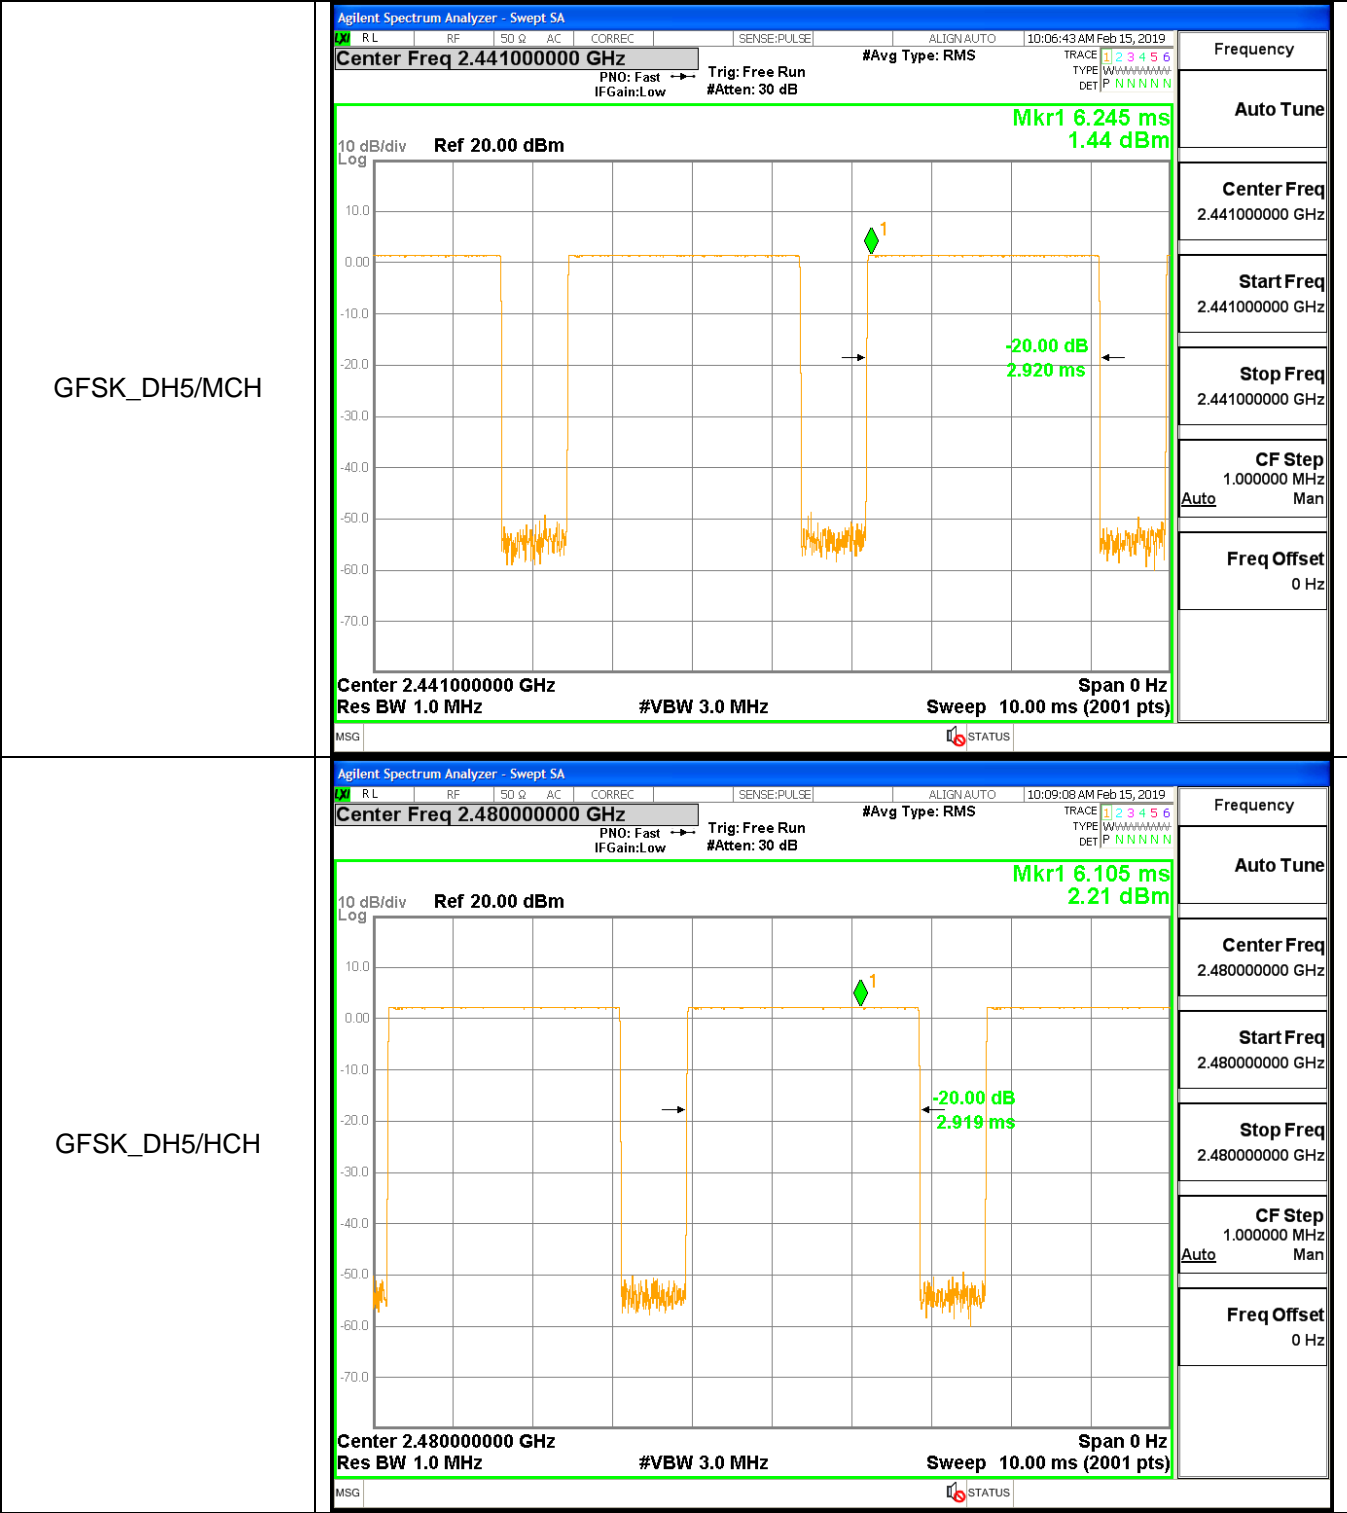 GFSK_DH5/MCH
Agilent Spectrum Analyzer - Swept SA
LXI RL RF 50 Ω AC CORREC SENSE:PULSE ALIGN AUTO 10:06:43 AM Feb 15, 2019
Center Freq 2.441000000 GHz #Avg Type: RMS TRACE 1 2 3 4 5 6
PNO: Fast Trig: Free Run TYPE
IFGain:Low #Atten: 30 dB DET P N N N N N
Mkr1 6.245 ms
1.44 dBm
10 dB/div Ref 20.00 dBm
Log
10.0
1
0.00
-10.0
-20.00 dB
-20.0
2.920 ms
-30.0
-40.0
-50.0
-60.0
-70.0
Center 2.441000000 GHz Span 0 Hz
Res BW 1.0 MHz #VBW 3.0 MHz Sweep 10.00 ms (2001 pts)
MSG STATUS
Frequency
Auto Tune
Center Freq
2.441000000 GHz
Start Freq
2.441000000 GHz
Stop Freq
2.441000000 GHz
CF Step
1.000000 MHz
Auto Man
Freq Offset
0 Hz
GFSK_DH5/HCH
Agilent Spectrum Analyzer - Swept SA
LXI RL RF 50 Ω AC CORREC SENSE:PULSE ALIGN AUTO 10:09:08 AM Feb 15, 2019
Center Freq 2.480000000 GHz #Avg Type: RMS TRACE 1 2 3 4 5 6
PNO: Fast Trig: Free Run TYPE
IFGain:Low #Atten: 30 dB DET P N N N N N
Mkr1 6.105 ms
2.21 dBm
10 dB/div Ref 20.00 dBm
Log
10.0
1
0.00
-10.0
-20.00 dB
-20.0
2.919 ms
-30.0
-40.0
-50.0
-60.0
-70.0
Center 2.480000000 GHz Span 0 Hz
Res BW 1.0 MHz #VBW 3.0 MHz Sweep 10.00 ms (2001 pts)
MSG STATUS
Frequency
Auto Tune
Center Freq
2.480000000 GHz
Start Freq
2.480000000 GHz
Stop Freq
2.480000000 GHz
CF Step
1.000000 MHz
Auto Man
Freq Offset
0 Hz